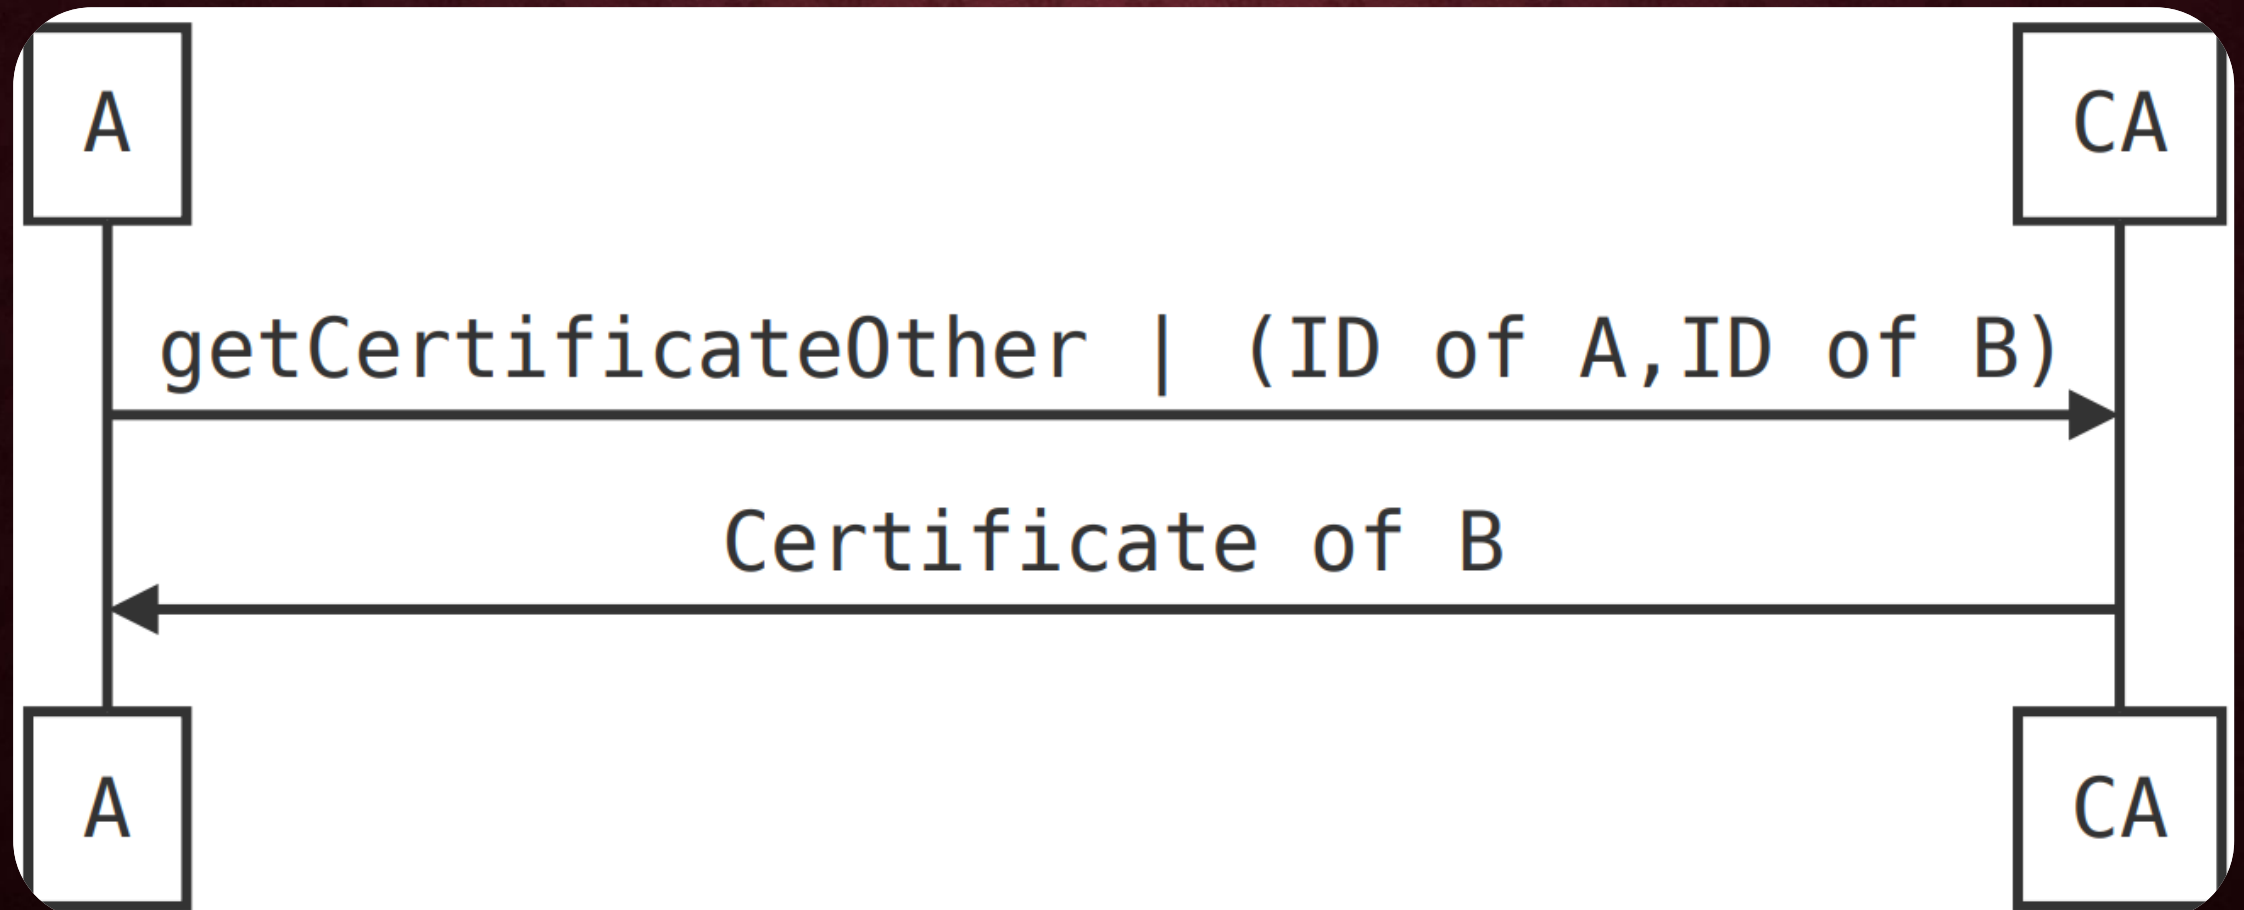 A
CA
getCertificateOther | (ID of A,ID of B)
Certificate of B
A
CA